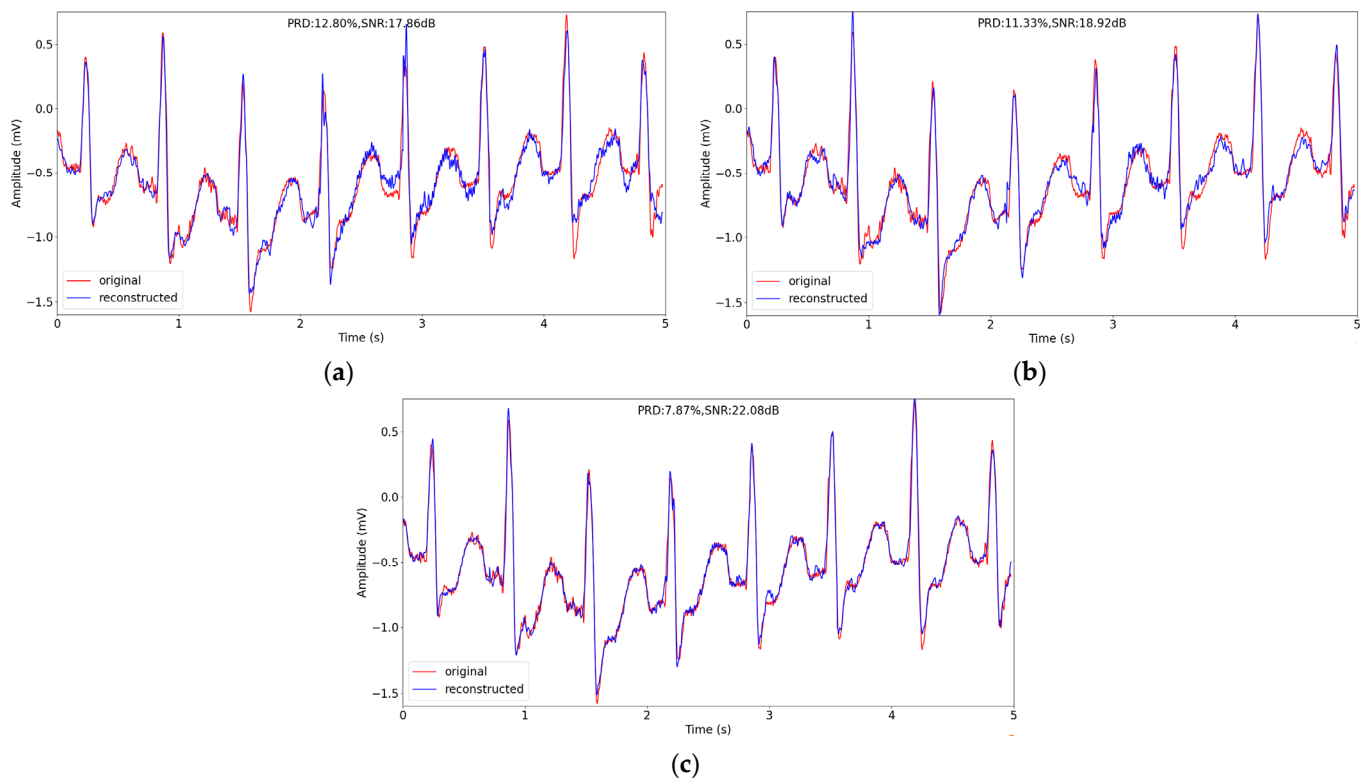 PRD:12.80%,SNR:17.86dB
0.5
0.0
−0.5
−1.0
−1.5
Amplitude (mV)
original
reconstructed
0 1 2 3 4 5
Time (s)
(a)
PRD:11.33%,SNR:18.92dB
0.5
0.0
−0.5
−1.0
−1.5
Amplitude (mV)
original
reconstructed
0 1 2 3 4 5
Time (s)
(b)
PRD:7.87%,SNR:22.08dB
0.5
0.0
−0.5
−1.0
−1.5
Amplitude (mV)
original
reconstructed
0 1 2 3 4 5
Time (s)
(c)